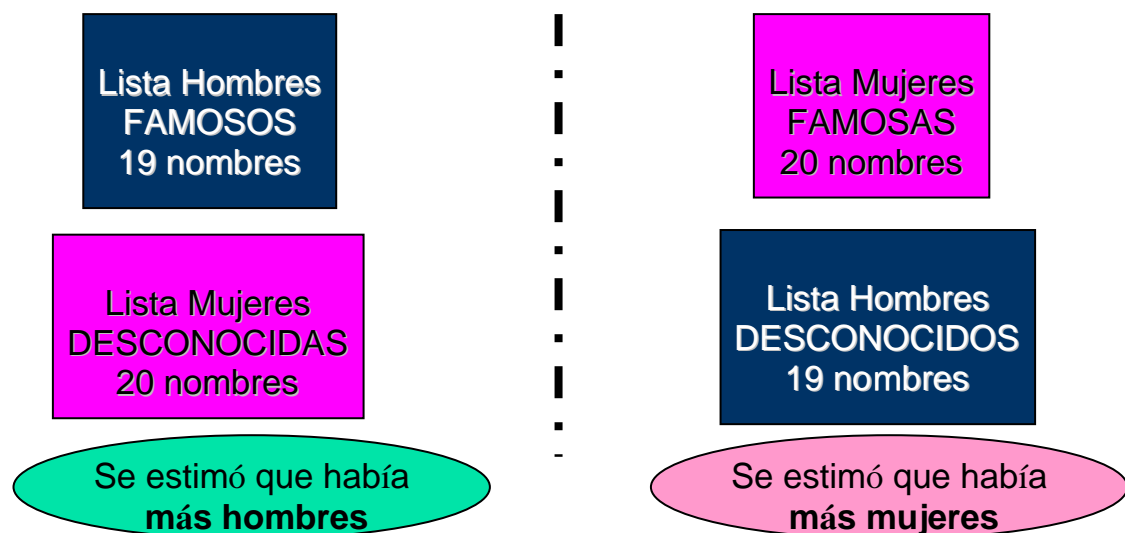 Lista Hombres
FAMOSOS
19 nombres
Lista Mujeres
DESCONOCIDAS
20 nombres
Se estimó que había
más hombres
Lista Mujeres
FAMOSAS
20 nombres
Lista Hombres
DESCONOCIDOS
19 nombres
Se estimó que había
más mujeres